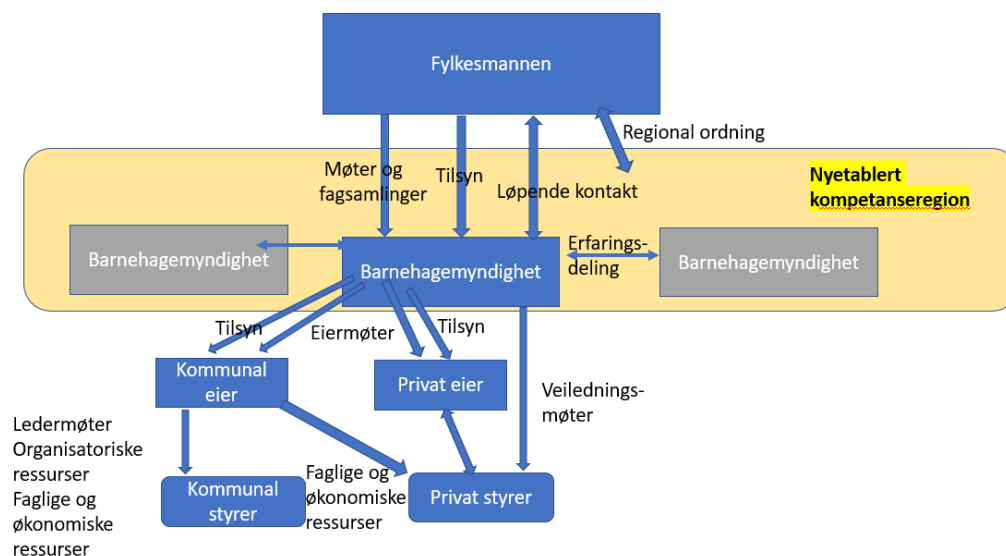 Fylkesmannen
Regional ordning
Møter og
fagsamlinger
Tilsyn
Løpende kontakt
Nyetablert
kompetanseregion
Barnehagemyndighet
Barnehagemyndighet
Erfarings-
deling
Barnehagemyndighet
Tilsyn
Eiermøter
Tilsyn
Kommunal
eier
Privat eier
Veilednings-
møter
Ledermøter
Organisatoriske
ressurser
Faglige og
økonomiske
ressurser
Kommunal
styrer
Faglige og
økonomiske
ressurser
Privat styrer